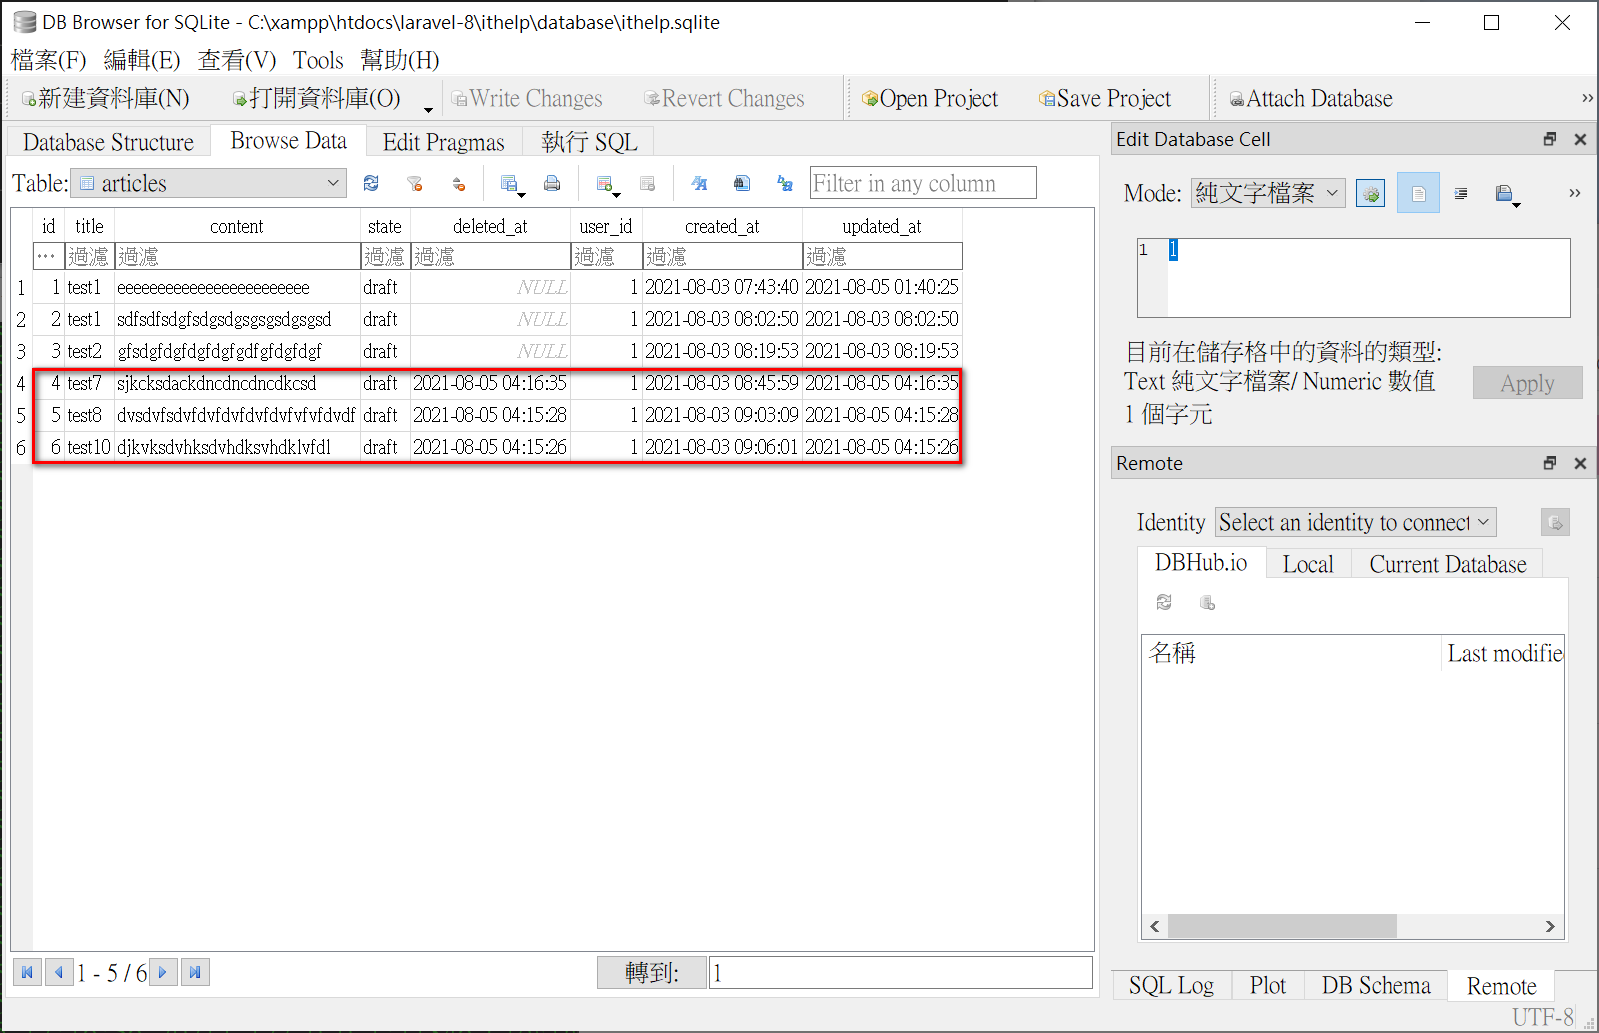 DB Browser for SQLite - C:\xampp\htdocs\laravel-8\ithelp\database\ithelp.sqlite
檔案(F) 編輯(E) 查看(V) Tools 幫助(H)
新建資料庫(N) 打開資料庫(O) Write Changes Revert Changes Open Project Save Project Attach Database »
Database Structure Browse Data Edit Pragmas 執行 SQL
Table: articles Filter in any column
id title content state deleted_at user_id created_at updated_at
... 過濾 過濾 過濾 過濾 過濾 過濾 過濾
1 1 test1 eeeeeeeeeeeeeeeeeeeeeeee draft NULL 1 2021-08-03 07:43:40 2021-08-05 01:40:25
2 2 test1 sdfsdfsdgfsdgsdgsgsgsdgsgsd draft NULL 1 2021-08-03 08:02:50 2021-08-03 08:02:50
3 3 test2 gfsdgfdgfdgfdgfgdfgfdgfdgf draft NULL 1 2021-08-03 08:19:53 2021-08-03 08:19:53
4 4 test7 sjkcksdackdncdncdncdkcsd draft 2021-08-05 04:16:35 1 2021-08-03 08:45:59 2021-08-05 04:16:35
5 5 test8 dvsdvfsdvfdvfdvfdvfdvfvfvfdvdf draft 2021-08-05 04:15:28 1 2021-08-03 09:03:09 2021-08-05 04:15:28
6 6 test10 djkvksdvhksdvhdksvhdklvfdl draft 2021-08-05 04:15:26 1 2021-08-03 09:06:01 2021-08-05 04:15:26
1 - 5 / 6 轉到: 1
Edit Database Cell
Mode: 純文字檔案 »
1 1
目前在儲存格中的資料的類型:
Text 純文字檔案/ Numeric 數值
1 個字元
Apply
Remote
Identity Select an identity to connect
DBHub.io Local Current Database
名稱 Last modifie
SQL Log Plot DB Schema Remote
UTF-8